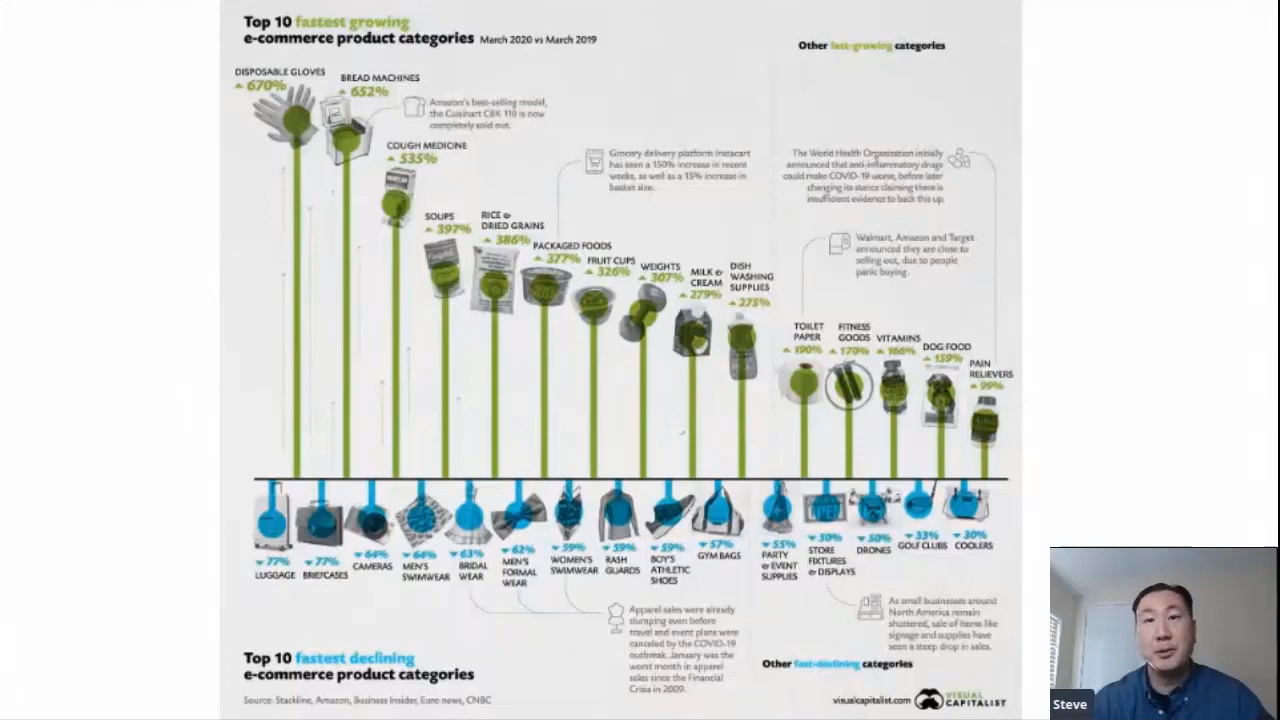 Top 10 fastest growing
e-commerce product categories March 2020 vs March 2019
Other fast-growing categories
DISPOSABLE GLOVES
670%
BREAD MACHINES
652%
Amazon's best-selling model,
the Cuisinart CBK 110 is now
completely sold out.
COUGH MEDICINE
535%
Grocery delivery platform Instacart
has seen a 150% increase in recent
weeks, as well as a 15% increase in
basket size.
The World Health Organization initially
announced that anti-inflammatory drugs
could make COVID-19 worse, before later
changing its stance claiming there is
insufficient evidence to back this up.
SOUPS
397%
RICE &
DRIED GRAINS
386%
PACKAGED FOODS
377%
FRUIT CUPS
326%
WEIGHTS
307%
MILK &
CREAM
279%
DISH
WASHING
SUPPLIES
275%
Walmart, Amazon and Target
announced they are close to
selling out, due to people
panic buying.
TOILET
PAPER
190%
FITNESS
GOODS
170%
VITAMINS
166%
DOG FOOD
159%
PAIN
RELIEVERS
99%
77%
LUGGAGE
77%
BRIEFCASES
64%
CAMERAS
64%
MEN'S
SWIMWEAR
63%
BRIDAL
WEAR
62%
MEN'S
FORMAL
WEAR
59%
WOMEN'S
SWIMWEAR
59%
RASH
GUARDS
59%
BOY'S
ATHLETIC
SHOES
57%
GYM BAGS
55%
PARTY
& EVENT
SUPPLIES
OPEN
50%
STORE
FIXTURES
& DISPLAYS
50%
DRONES
33%
GOLF CLUBS
30%
COOLERS
Apparel sales were already
slumping even before
travel and event plans were
canceled by the COVID-19
outbreak. January was the
worst month in apparel
sales since the Financial
Crisis in 2009.
As small businesses around
North America remain
shuttered, sale of items like
signage and supplies have
seen a steep drop in sales.
Top 10 fastest declining
e-commerce product categories
Other fast-declining categories
Source: Stackline, Amazon, Business Insider, Euro news, CNBC
visualcapitalist.com
VISUAL
CAPITALIST
Steve